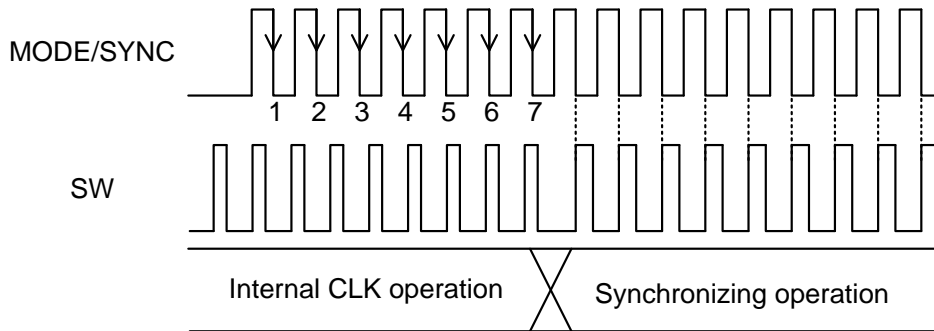 MODE/SYNC
1 2 3 4 5 6 7
SW
Internal CLK operation
Synchronizing operation